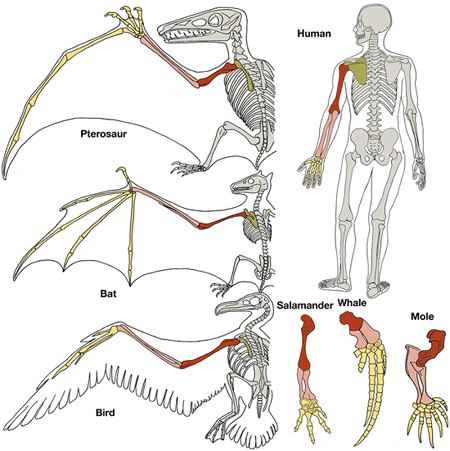 Human
Pterosaur
Bat
Bird
Salamander
Whale
Mole